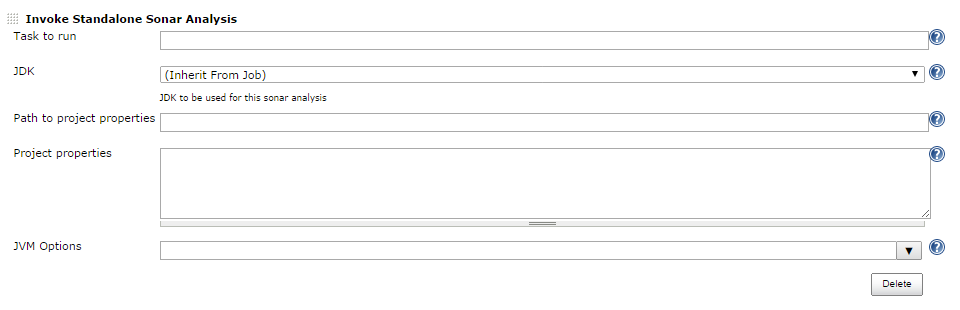 Invoke Standalone Sonar Analysis
Task to run
?
JDK
(Inherit From Job)
?
JDK to be used for this sonar analysis
Path to project properties
?
Project properties
?
JVM Options
?
Delete